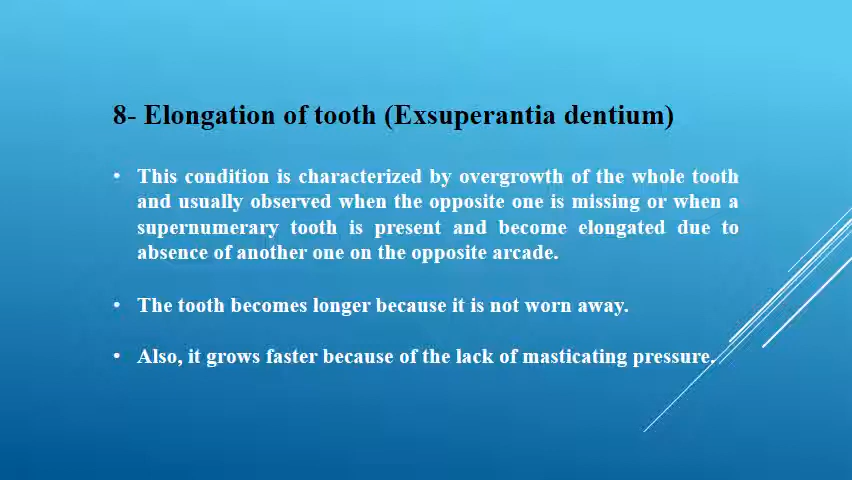 8- Elongation of tooth (Exsuperantia dentium)
• This condition is characterized by overgrowth of the whole tooth
and usually observed when the opposite one is missing or when a
supernumerary tooth is present and become elongated due to
absence of another one on the opposite arcade.
• The tooth becomes longer because it is not worn away.
• Also, it grows faster because of the lack of masticating pressure.